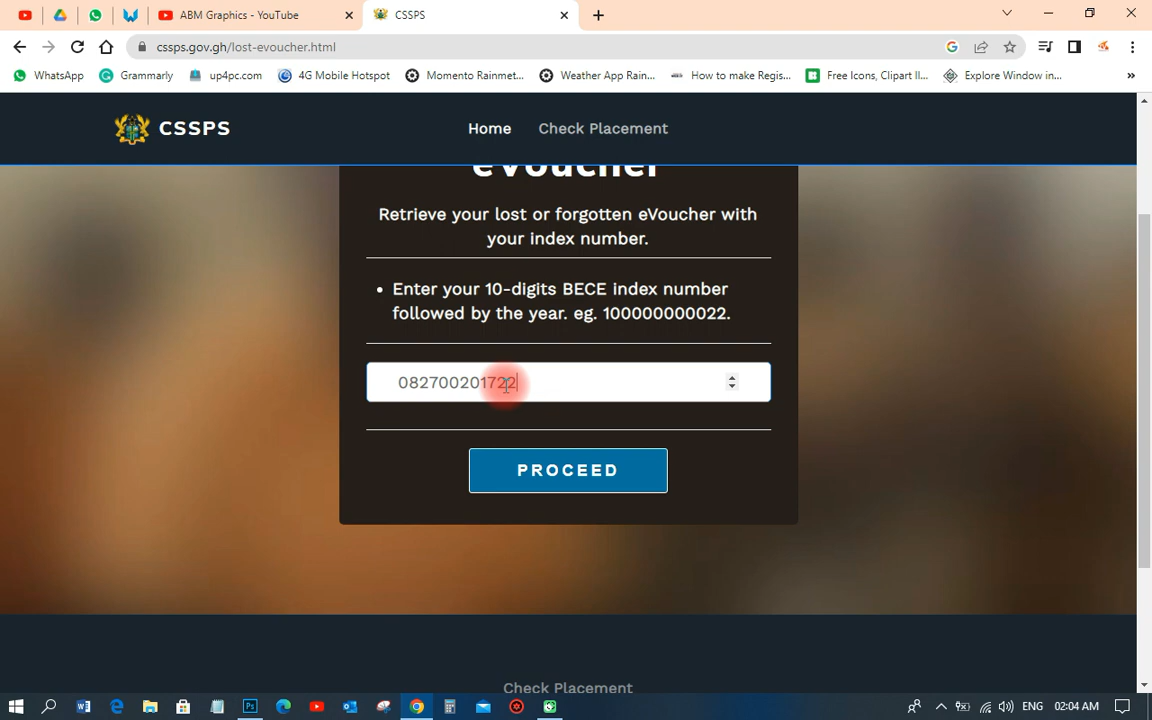 ABM Graphics - YouTube
CSSPS
cssps.gov.gh/lost-evoucher.html
WhatsApp
Grammarly
up4pc.com
4G Mobile Hotspot
Momento Rainmet...
Weather App Rain...
How to make Regis...
Free Icons, Clipart Il...
Explore Window in...
CSSPS
Home
Check Placement
eVoucher
Retrieve your lost or forgotten eVoucher with
your index number.
• Enter your 10-digits BECE index number
followed by the year. eg. 100000000022.
082700201722
PROCEED
Check Placement
ENG
02:04 AM